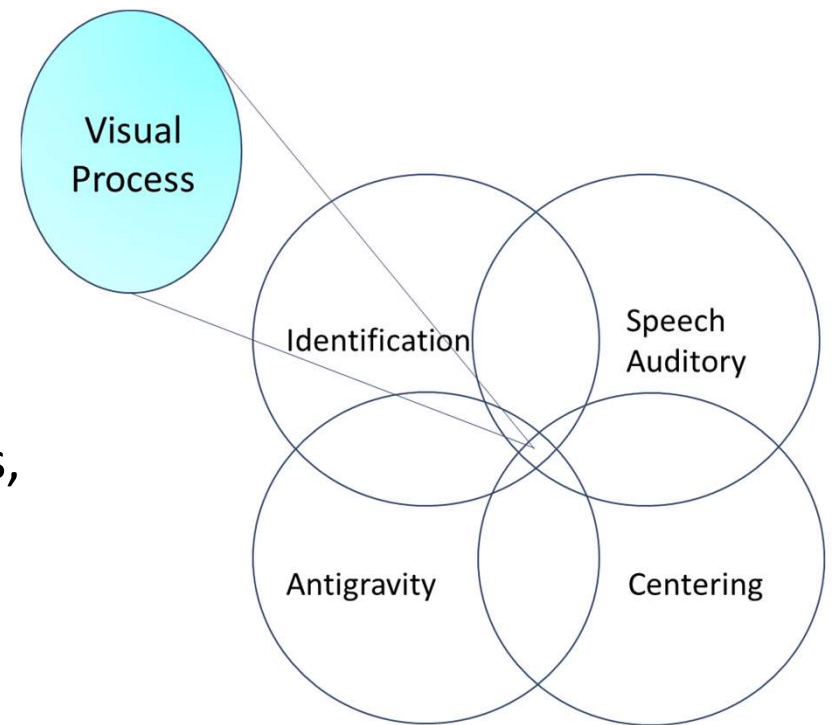 Visual
Process
Identification
Speech
Auditory
s,
Antigravity
Centering